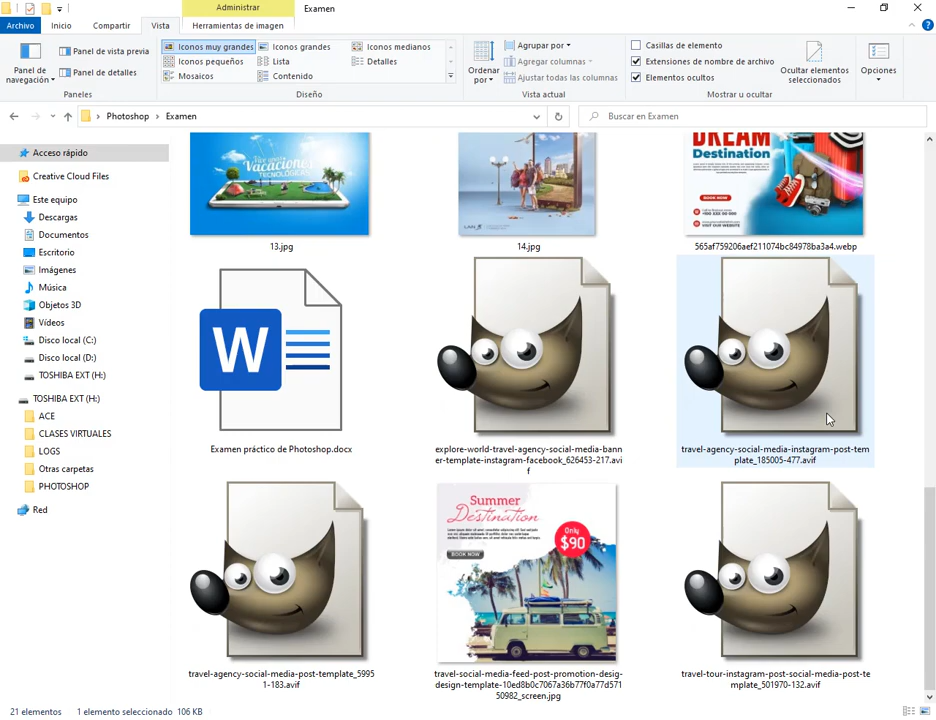 Administrar
Examen
Archivo
Inicio
Compartir
Vista
Herramientas de imagen
Panel de navegación
Panel de vista previa
Panel de detalles
Paneles
Iconos muy grandes
Iconos grandes
Iconos medianos
Iconos pequeños
Lista
Detalles
Mosaicos
Contenido
Diseño
Ordenar por
Agrupar por
Agregar columnas
Ajustar todas las columnas
Vista actual
Casillas de elemento
Extensiones de nombre de archivo
Elementos ocultos
Ocultar elementos seleccionados
Mostrar u ocultar
Opciones
Photoshop > Examen
Buscar en Examen
Acceso rápido
Creative Cloud Files
Este equipo
Descargas
Documentos
Escritorio
Imágenes
Música
Objetos 3D
Vídeos
Disco local (C:)
Disco local (D:)
TOSHIBA EXT (H:)
TOSHIBA EXT (H:)
ACE
CLASES VIRTUALES
LOGS
Otras carpetas
PHOTOSHOP
Red
Vacaciones
TECNOLÓGICAS
DREAM
Destination
BOOK NOW
13.jpg
14.jpg
565af759206aef211074bc84978ba3a4.webp
W
Examen práctico de Photoshop.docx
explore-world-travel-agency-social-media-bann
er-template-instagram-facebook_626453-217.avi
f
travel-agency-social-media-instagram-post-tem
plate_185005-477.avif
Summer
Destination
Only
$90
BOOK NOW
travel-agency-social-media-post-template_5995
1-183.avif
travel-social-media-feed-post-promotion-desig-
design-template-10ed8b0c7067a36b77f0a77d571
50982_screen.jpg
travel-tour-instagram-post-social-media-post-te
mplate_501970-132.avif
21 elementos
1 elemento seleccionado 106 KB